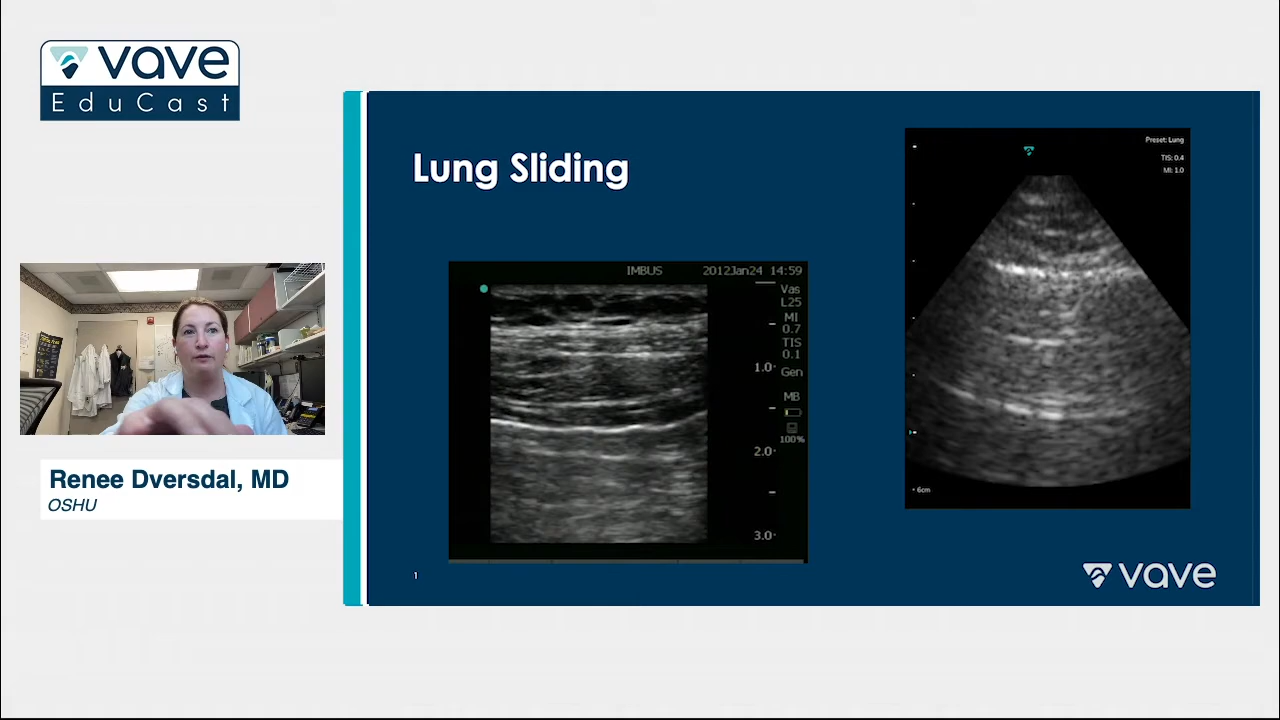 vave
EduCast
Lung Sliding
Renee Dversdal, MD
OSHU
IMBUS 2012Jan24 14:59
Vas
L25
MI
0.7
TIS
0.1
Gen
MB
100%
1.0
2.0
3.0
Preset: Lung
TIS: 0.4
MI: 1.0
6cm
1
vave